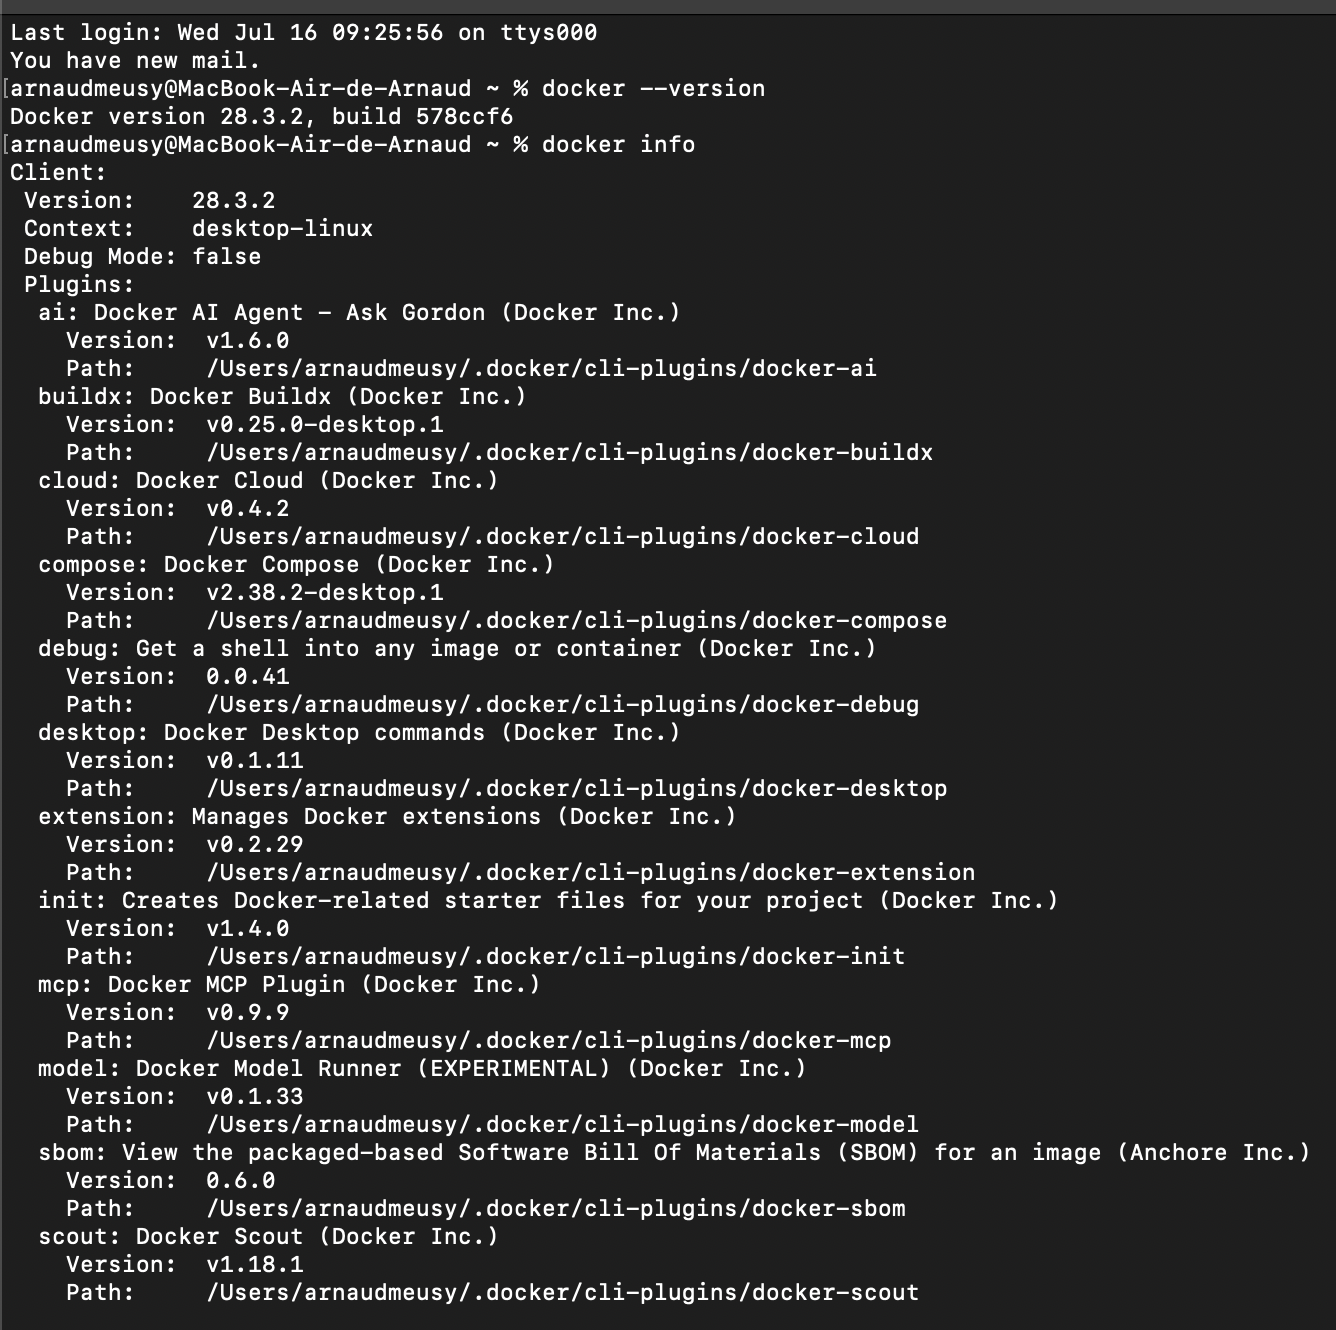 Last login: Wed Jul 16 09:25:56 on ttys000
You have new mail.
[arnaudmeusy@MacBook-Air-de-Arnaud ~ % docker --version
Docker version 28.3.2, build 578ccf6
[arnaudmeusy@MacBook-Air-de-Arnaud ~ % docker info
Client:
 Version:    28.3.2
 Context:    desktop-linux
 Debug Mode: false
 Plugins:
  ai: Docker AI Agent - Ask Gordon (Docker Inc.)
    Version:  v1.6.0
    Path:     /Users/arnaudmeusy/.docker/cli-plugins/docker-ai
  buildx: Docker Buildx (Docker Inc.)
    Version:  v0.25.0-desktop.1
    Path:     /Users/arnaudmeusy/.docker/cli-plugins/docker-buildx
  cloud: Docker Cloud (Docker Inc.)
    Version:  v0.4.2
    Path:     /Users/arnaudmeusy/.docker/cli-plugins/docker-cloud
  compose: Docker Compose (Docker Inc.)
    Version:  v2.38.2-desktop.1
    Path:     /Users/arnaudmeusy/.docker/cli-plugins/docker-compose
  debug: Get a shell into any image or container (Docker Inc.)
    Version:  0.0.41
    Path:     /Users/arnaudmeusy/.docker/cli-plugins/docker-debug
  desktop: Docker Desktop commands (Docker Inc.)
    Version:  v0.1.11
    Path:     /Users/arnaudmeusy/.docker/cli-plugins/docker-desktop
  extension: Manages Docker extensions (Docker Inc.)
    Version:  v0.2.29
    Path:     /Users/arnaudmeusy/.docker/cli-plugins/docker-extension
  init: Creates Docker-related starter files for your project (Docker Inc.)
    Version:  v1.4.0
    Path:     /Users/arnaudmeusy/.docker/cli-plugins/docker-init
  mcp: Docker MCP Plugin (Docker Inc.)
    Version:  v0.9.9
    Path:     /Users/arnaudmeusy/.docker/cli-plugins/docker-mcp
  model: Docker Model Runner (EXPERIMENTAL) (Docker Inc.)
    Version:  v0.1.33
    Path:     /Users/arnaudmeusy/.docker/cli-plugins/docker-model
  sbom: View the packaged-based Software Bill Of Materials (SBOM) for an image (Anchore Inc.)
    Version:  0.6.0
    Path:     /Users/arnaudmeusy/.docker/cli-plugins/docker-sbom
  scout: Docker Scout (Docker Inc.)
    Version:  v1.18.1
    Path:     /Users/arnaudmeusy/.docker/cli-plugins/docker-scout